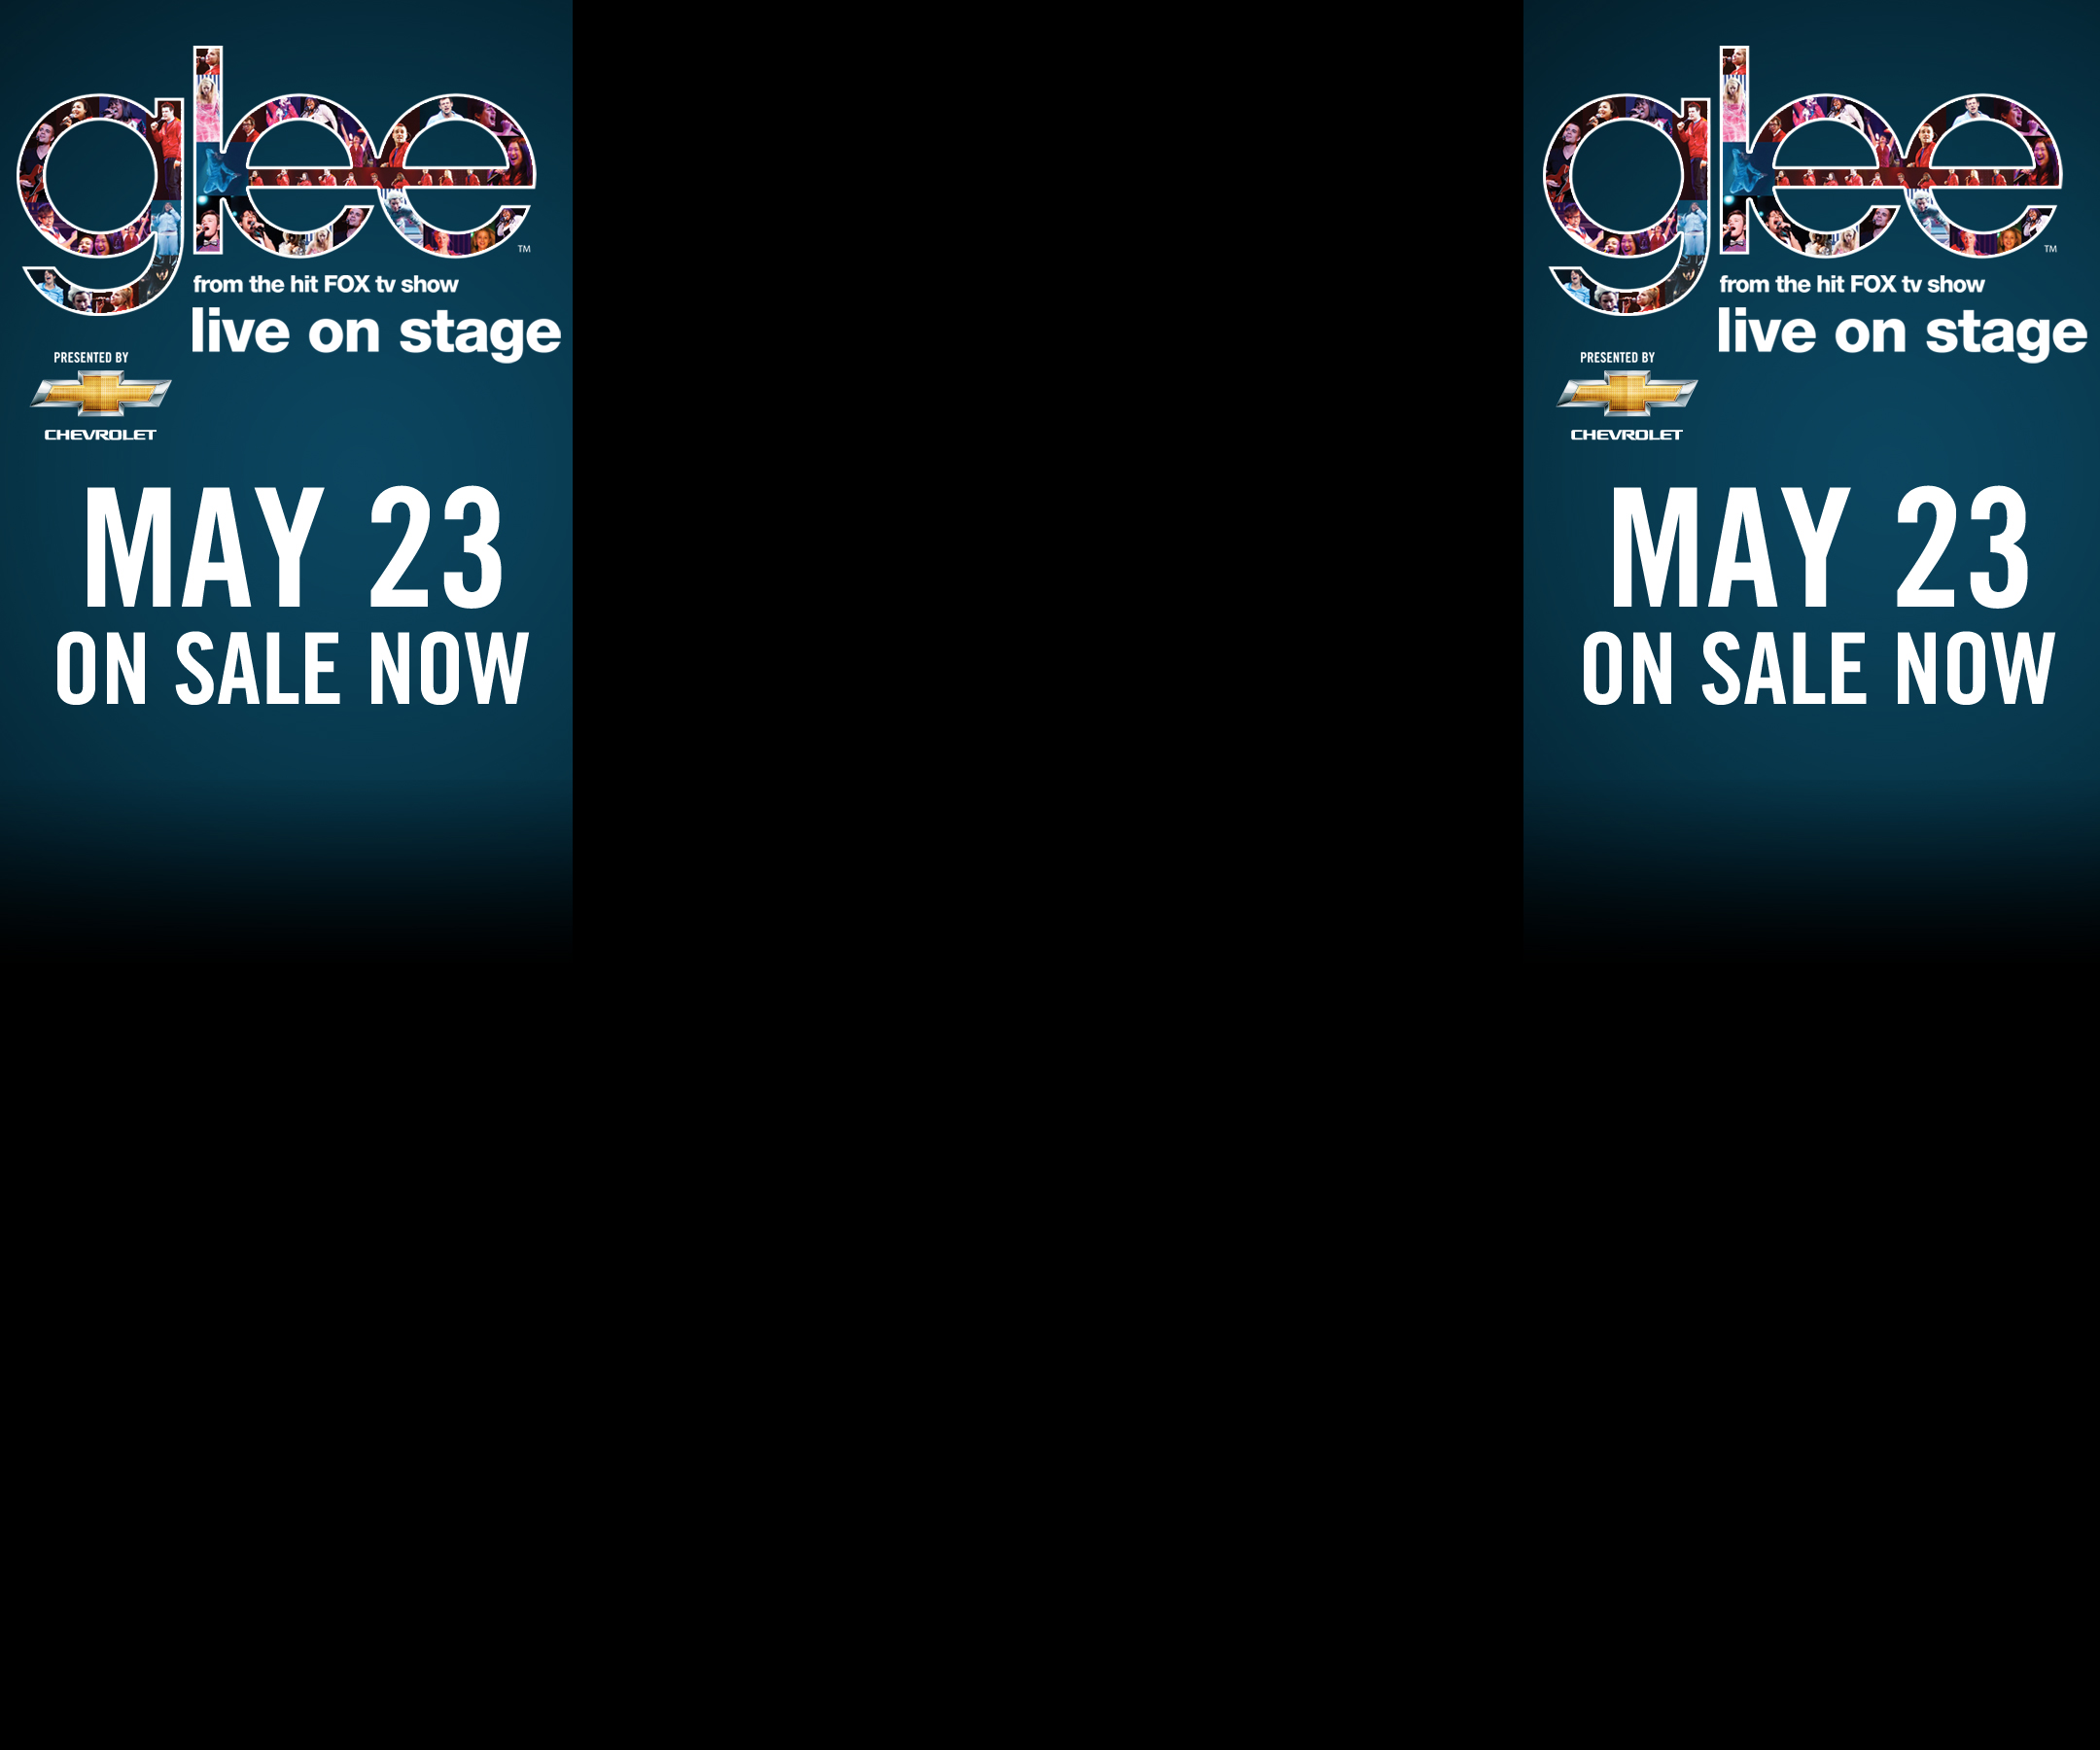 glee
TM
from the hit FOX tv show
live on stage
PRESENTED BY
CHEVROLET
MAY 23
ON SALE NOW
glee
TM
from the hit FOX tv show
live on stage
PRESENTED BY
CHEVROLET
MAY 23
ON SALE NOW